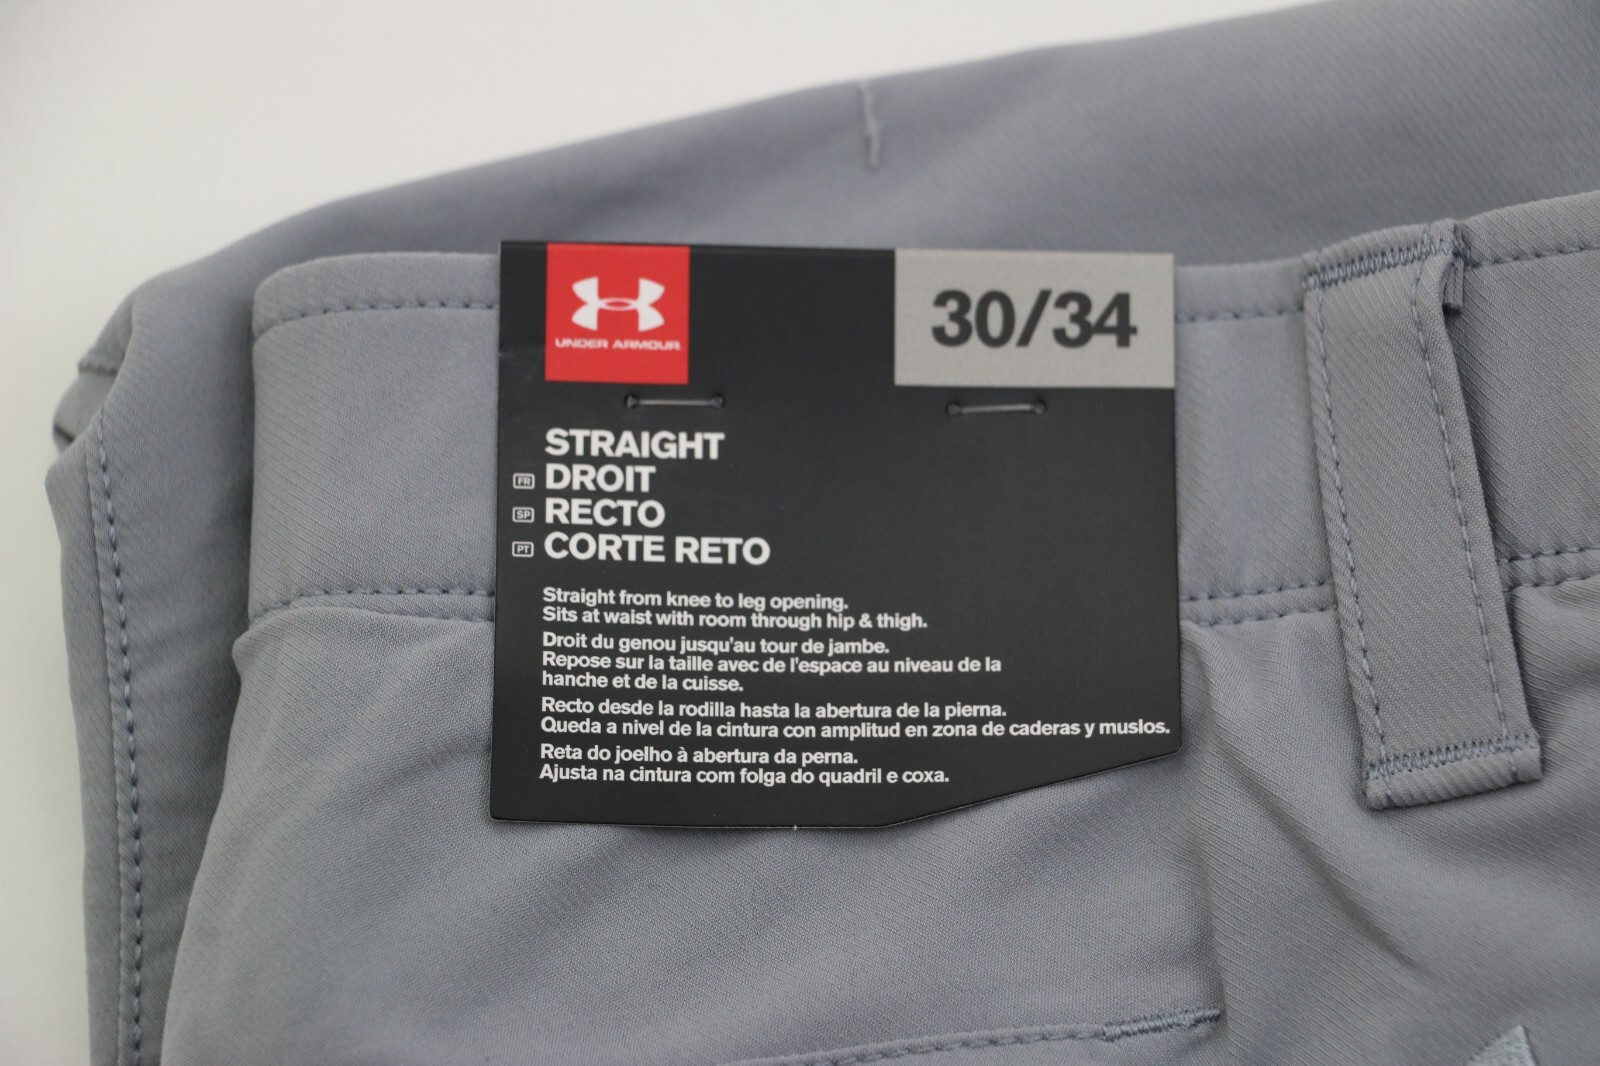 UNDER ARMOUR
30/34
STRAIGHT
FR DROIT
SP RECTO
PT CORTE RETO
Straight from knee to leg opening.
Sits at waist with room through hip & thigh.
Droit du genou jusqu'au tour de jambe.
Repose sur la taille avec de l'espace au niveau de la
hanche et de la cuisse.
Recto desde la rodilla hasta la abertura de la pierna.
Queda a nivel de la cintura con amplitud en zona de caderas y muslos.
Reta do joelho à abertura da perna.
Ajusta na cintura com folga do quadril e coxa.